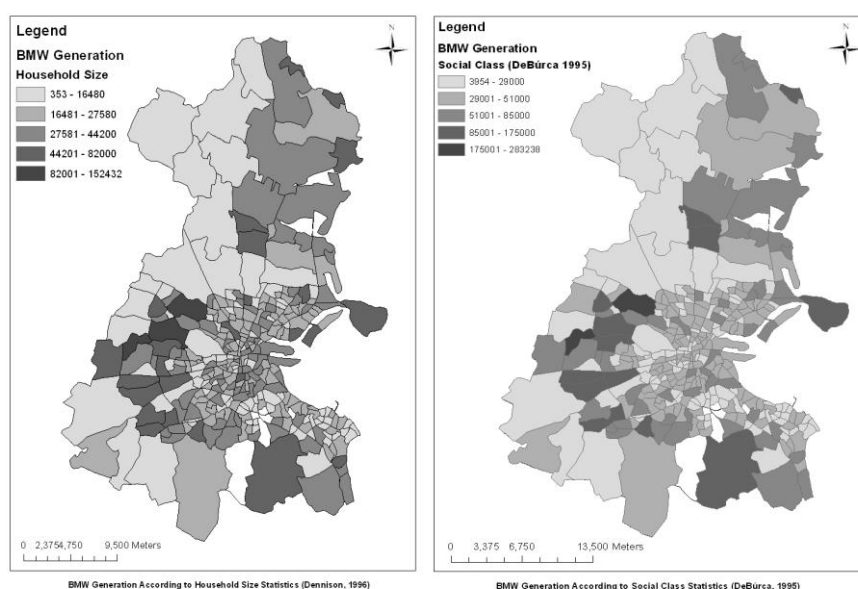 Legend
BMW Generation
Household Size
353 - 16480
16481 - 27580
27581 - 44200
44201 - 82000
82001 - 152432
N
0 2,3754,750 9,500 Meters
BMW Generation According to Household Size Statistics (Dennison, 1996)
Legend
BMW Generation
Social Class (DeBúrca 1995)
3954 - 29000
29001 - 51000
51001 - 85000
85001 - 175000
175001 - 283238
N
0 3,375 6,750 13,500 Meters
BMW Generation According to Social Class Statistics (DeBúrca, 1995)